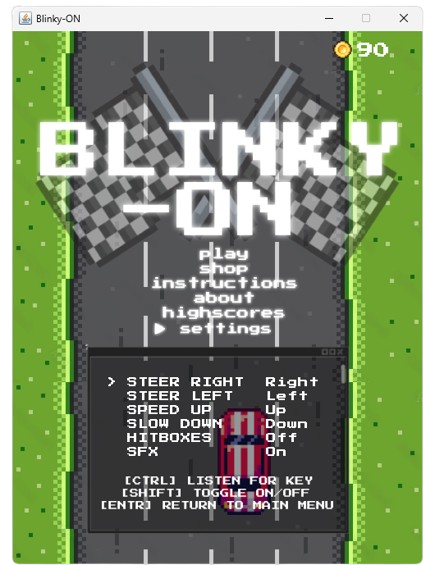 Blinky-ON
90
BLINKY
-ON
play
shop
instructions
about
highscores
settings
STEER RIGHT Right
STEER LEFT Left
SPEED UP Up
SLOW DOWN Down
HITBOXES Off
SFX On
[CTRL] LISTEN FOR KEY
[SHIFT] TOGGLE ON/OFF
[ENTR] RETURN TO MAIN MENU